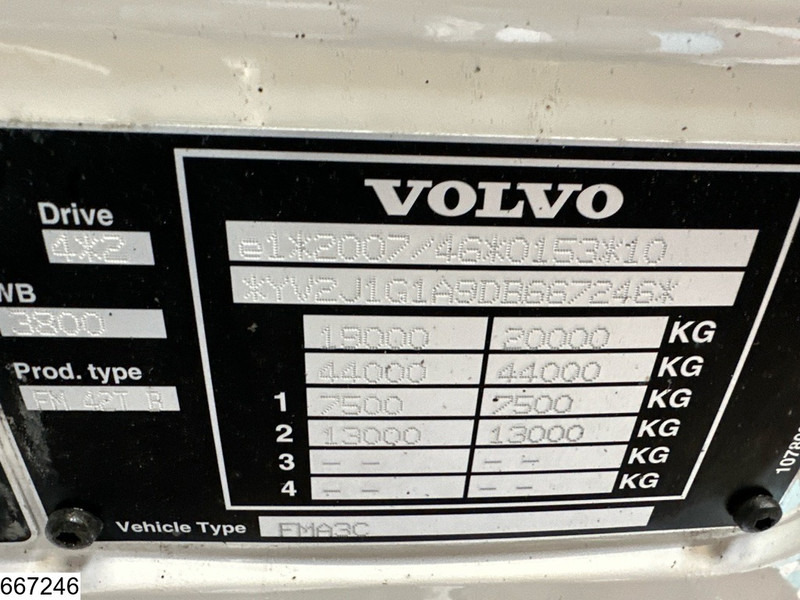 VOLVO
Drive
4X2
e1*2007/46*0153*10
*YV2J1G1A9DB667246*
WB
3800
18000 20000 KG
44000 44000 KG
Prod. type
FM 42T B
1 7500 7500 KG
2 13000 13000 KG
3 - - - - KG
4 - - - - KG
Vehicle Type FMA3C
667246